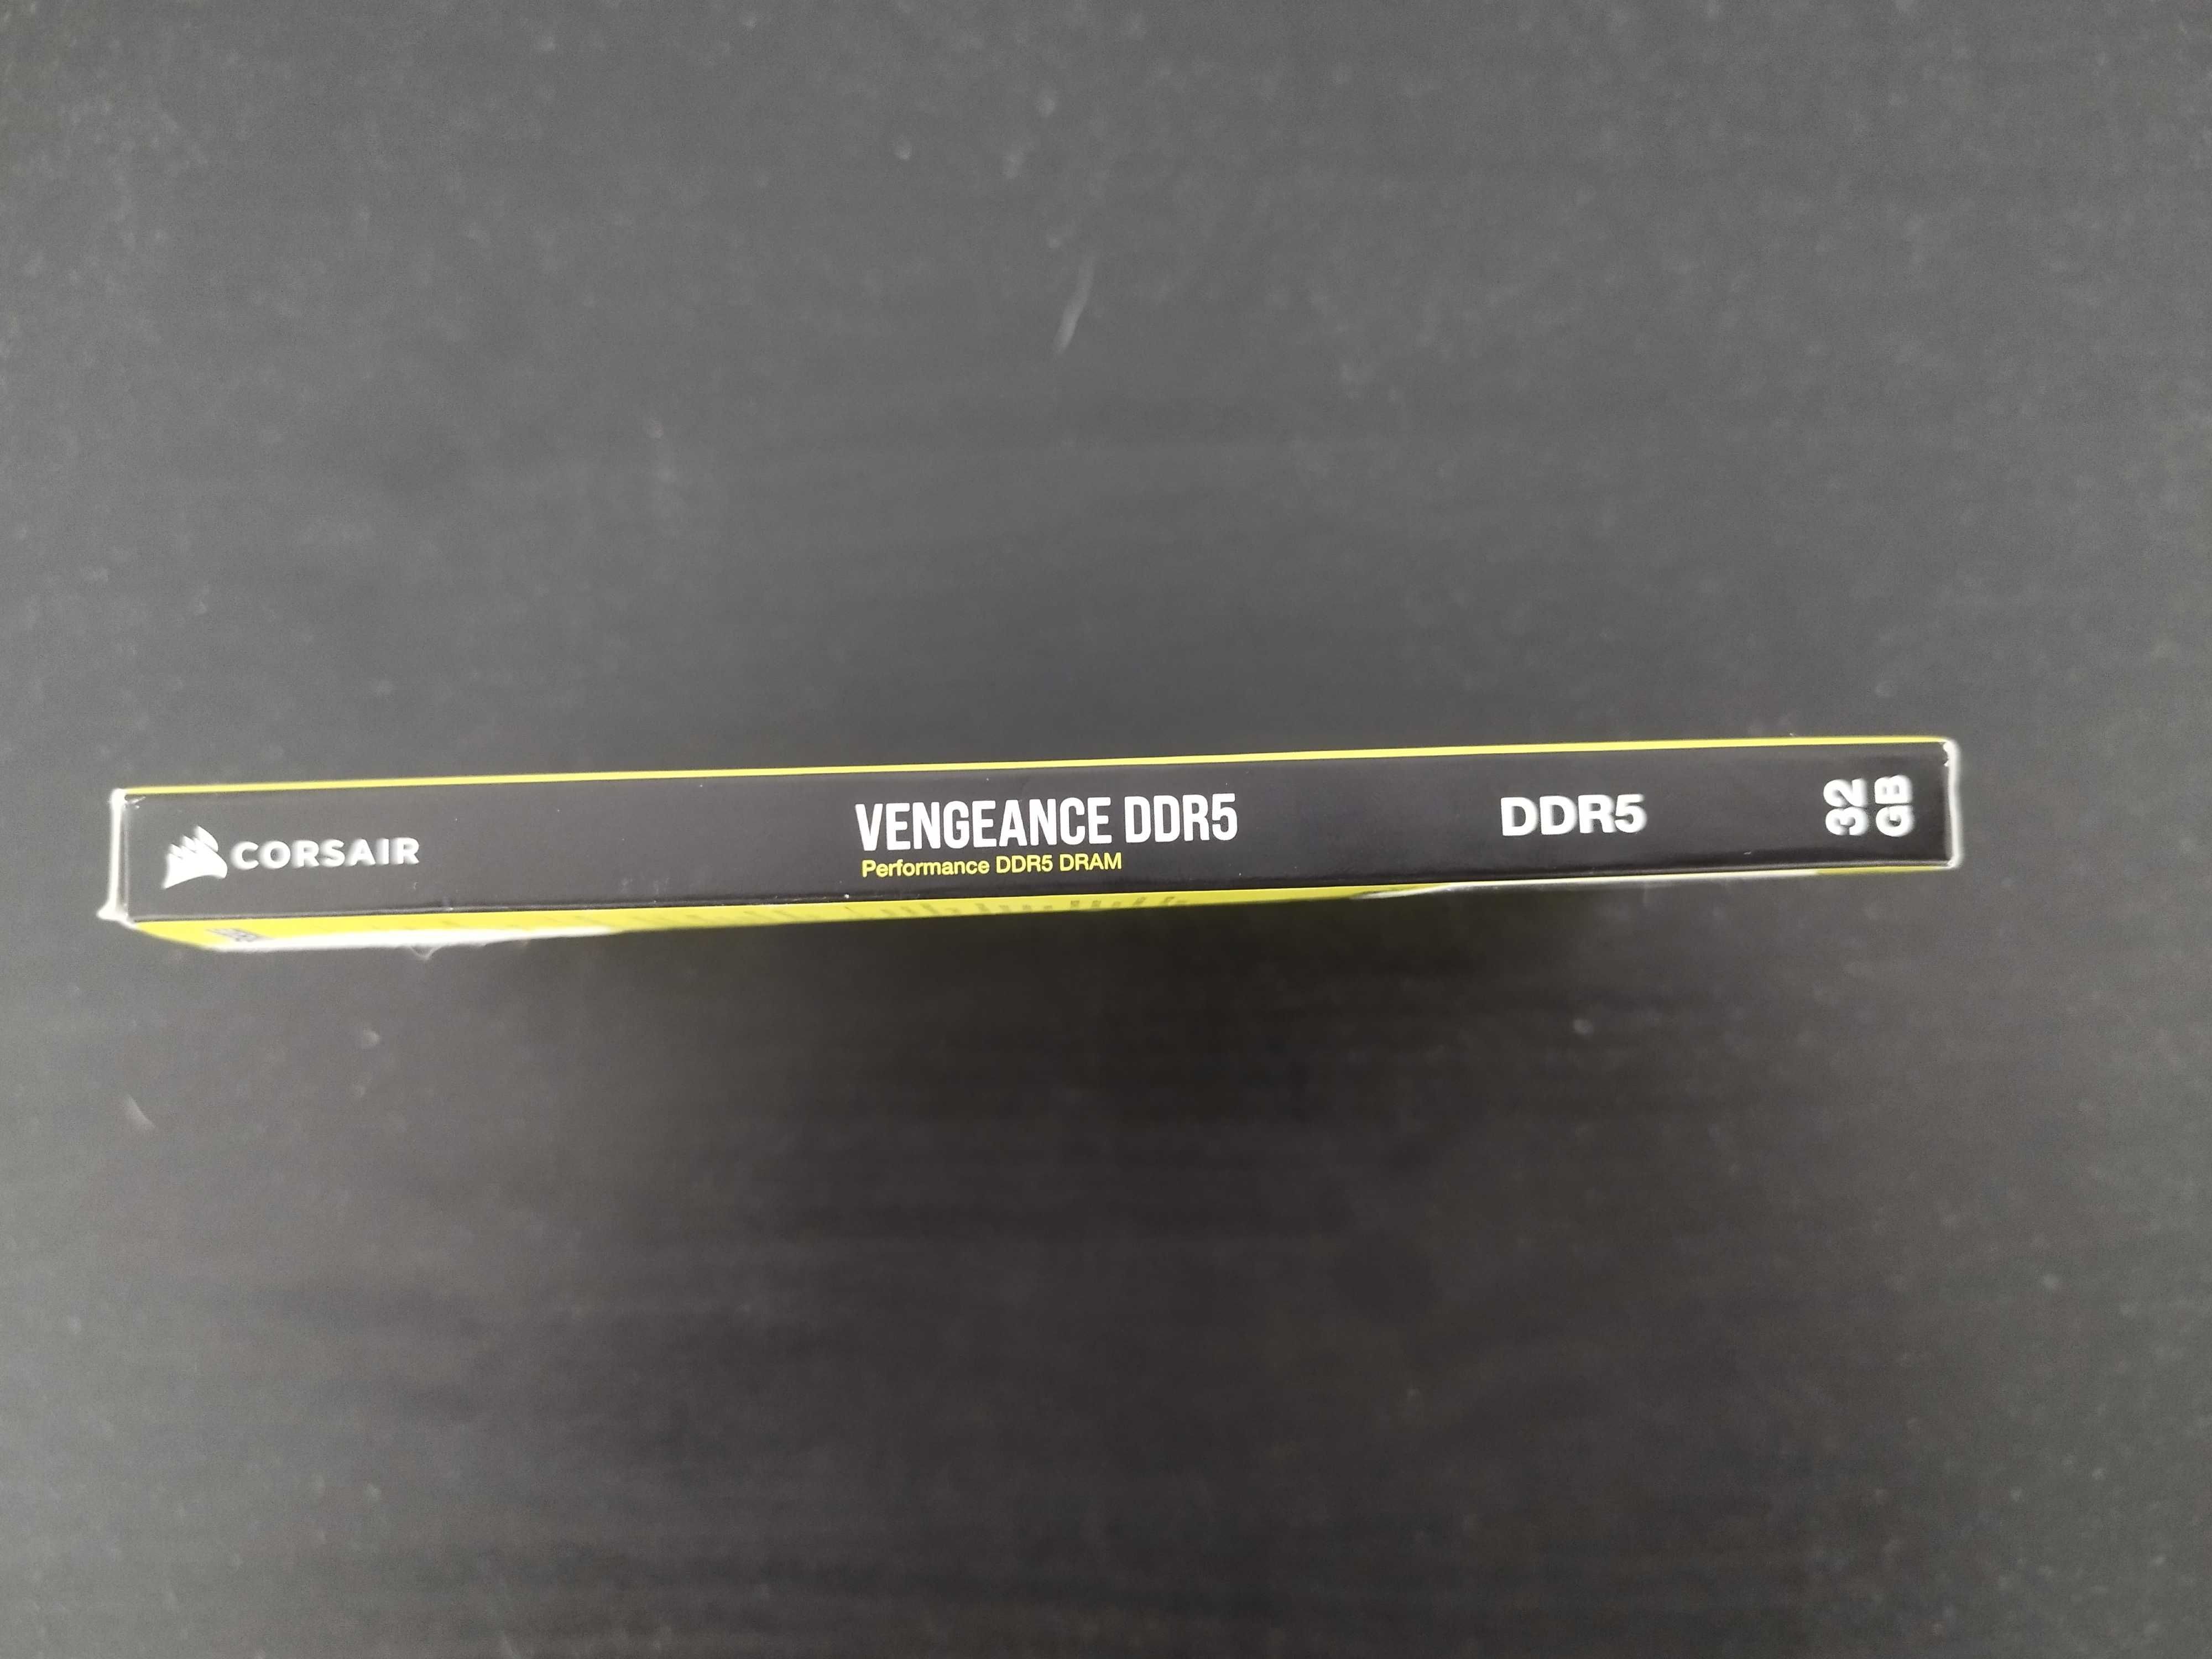 CORSAIR
VENGEANCE DDR5
Performance DDR5 DRAM
DDR5
32
GB